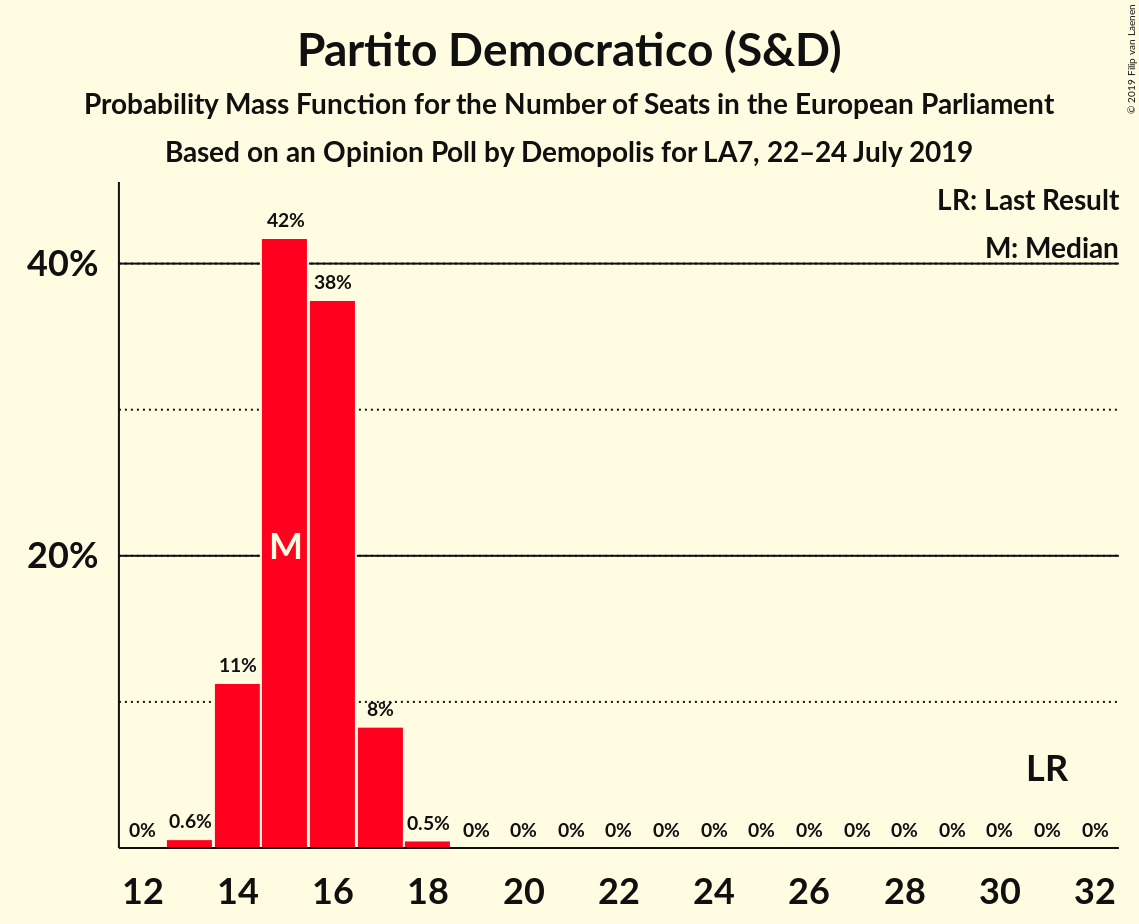 Partito Democratico (S&D)
Probability Mass Function for the Number of Seats in the European Parliament
Based on an Opinion Poll by Demopolis for LA7, 22–24 July 2019
© 2019 Filip van Laenen
LR: Last Result
M: Median
42%
40%
38%
M
20%
11%
8%
LR
0% 0.6% 0.5% 0% 0% 0% 0% 0% 0% 0% 0% 0% 0% 0% 0% 0% 0%
12 14 16 18 20 22 24 26 28 30 32